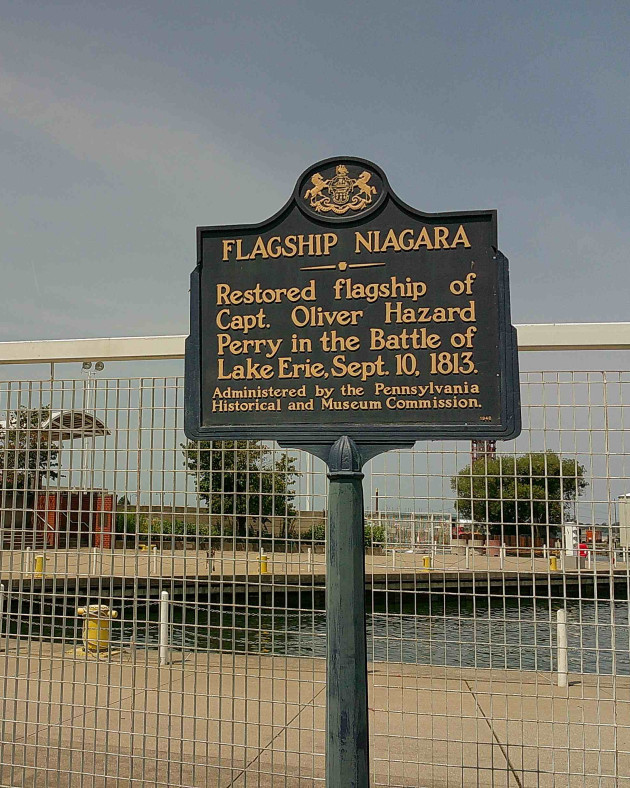 FLAGSHIP NIAGARA
Restored flagship of
Capt. Oliver Hazard
Perry in the Battle of
Lake Erie, Sept. 10, 1813.
Administered by the Pennsylvania
Historical and Museum Commission.
1946